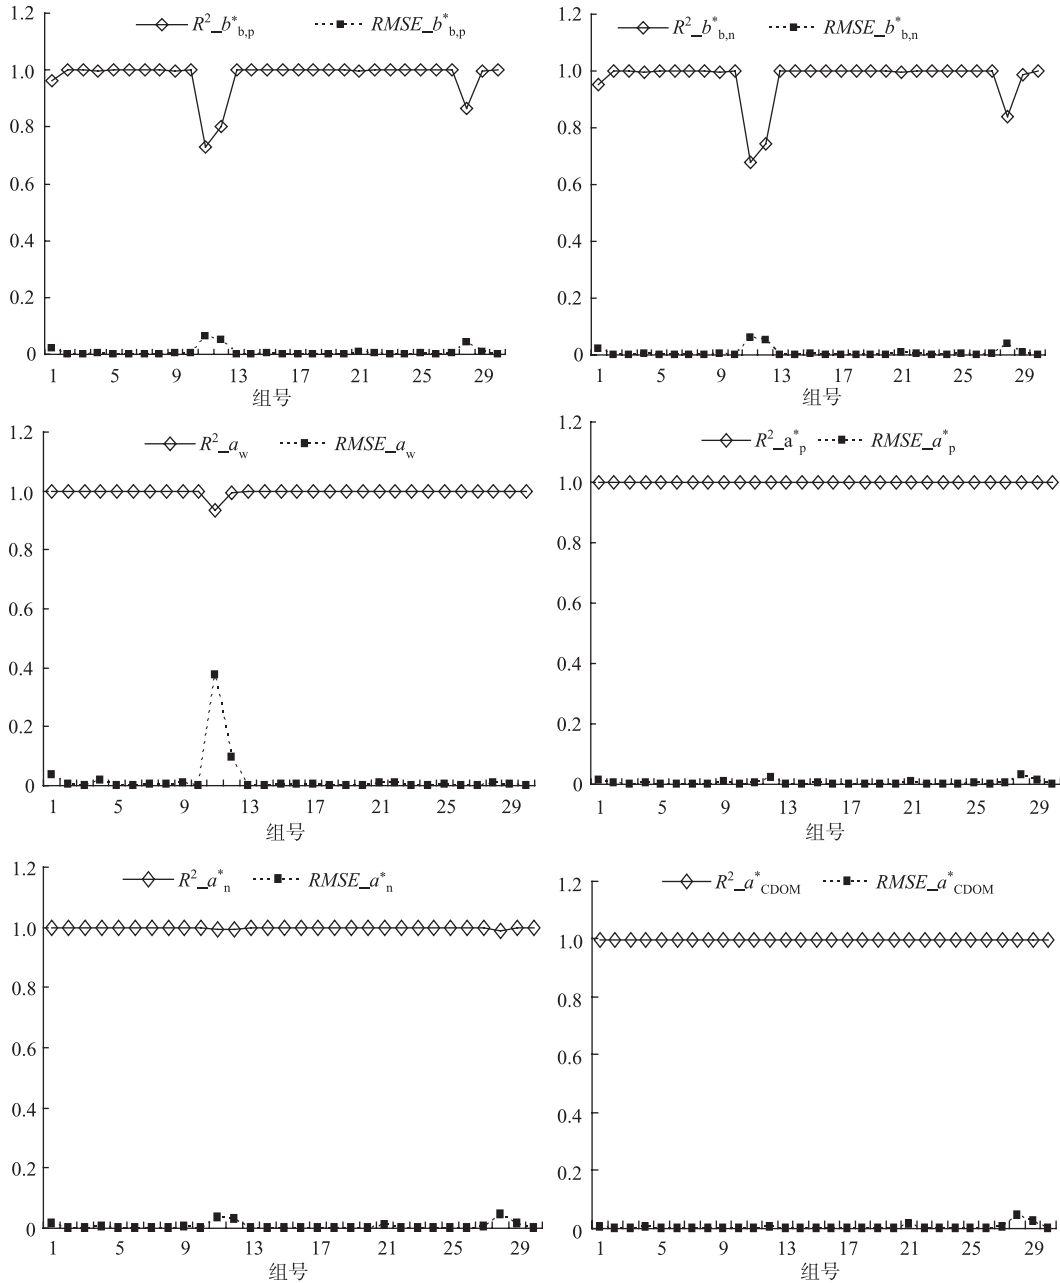 R²_b*b,p RMSE_b*b,p
1.2
1.0
0.8
0.6
0.4
0.2
0
1 5 9 13 17 21 25 29
组号
R²_b*b,n RMSE_b*b,n
1.2
1.0
0.8
0.6
0.4
0.2
0
1 5 9 13 17 21 25 29
组号
R²_aw RMSE_aw
1.2
1.0
0.8
0.6
0.4
0.2
0
1 5 9 13 17 21 25 29
组号
R²_a*p RMSE_a*p
1.2
1.0
0.8
0.6
0.4
0.2
0
1 5 9 13 17 21 25 29
组号
R²_a*n RMSE_a*n
1.2
1.0
0.8
0.6
0.4
0.2
0
1 5 9 13 17 21 25 29
组号
R²_a*CDOM RMSE_a*CDOM
1.2
1.0
0.8
0.6
0.4
0.2
0
1 5 9 13 17 21 25 29
组号